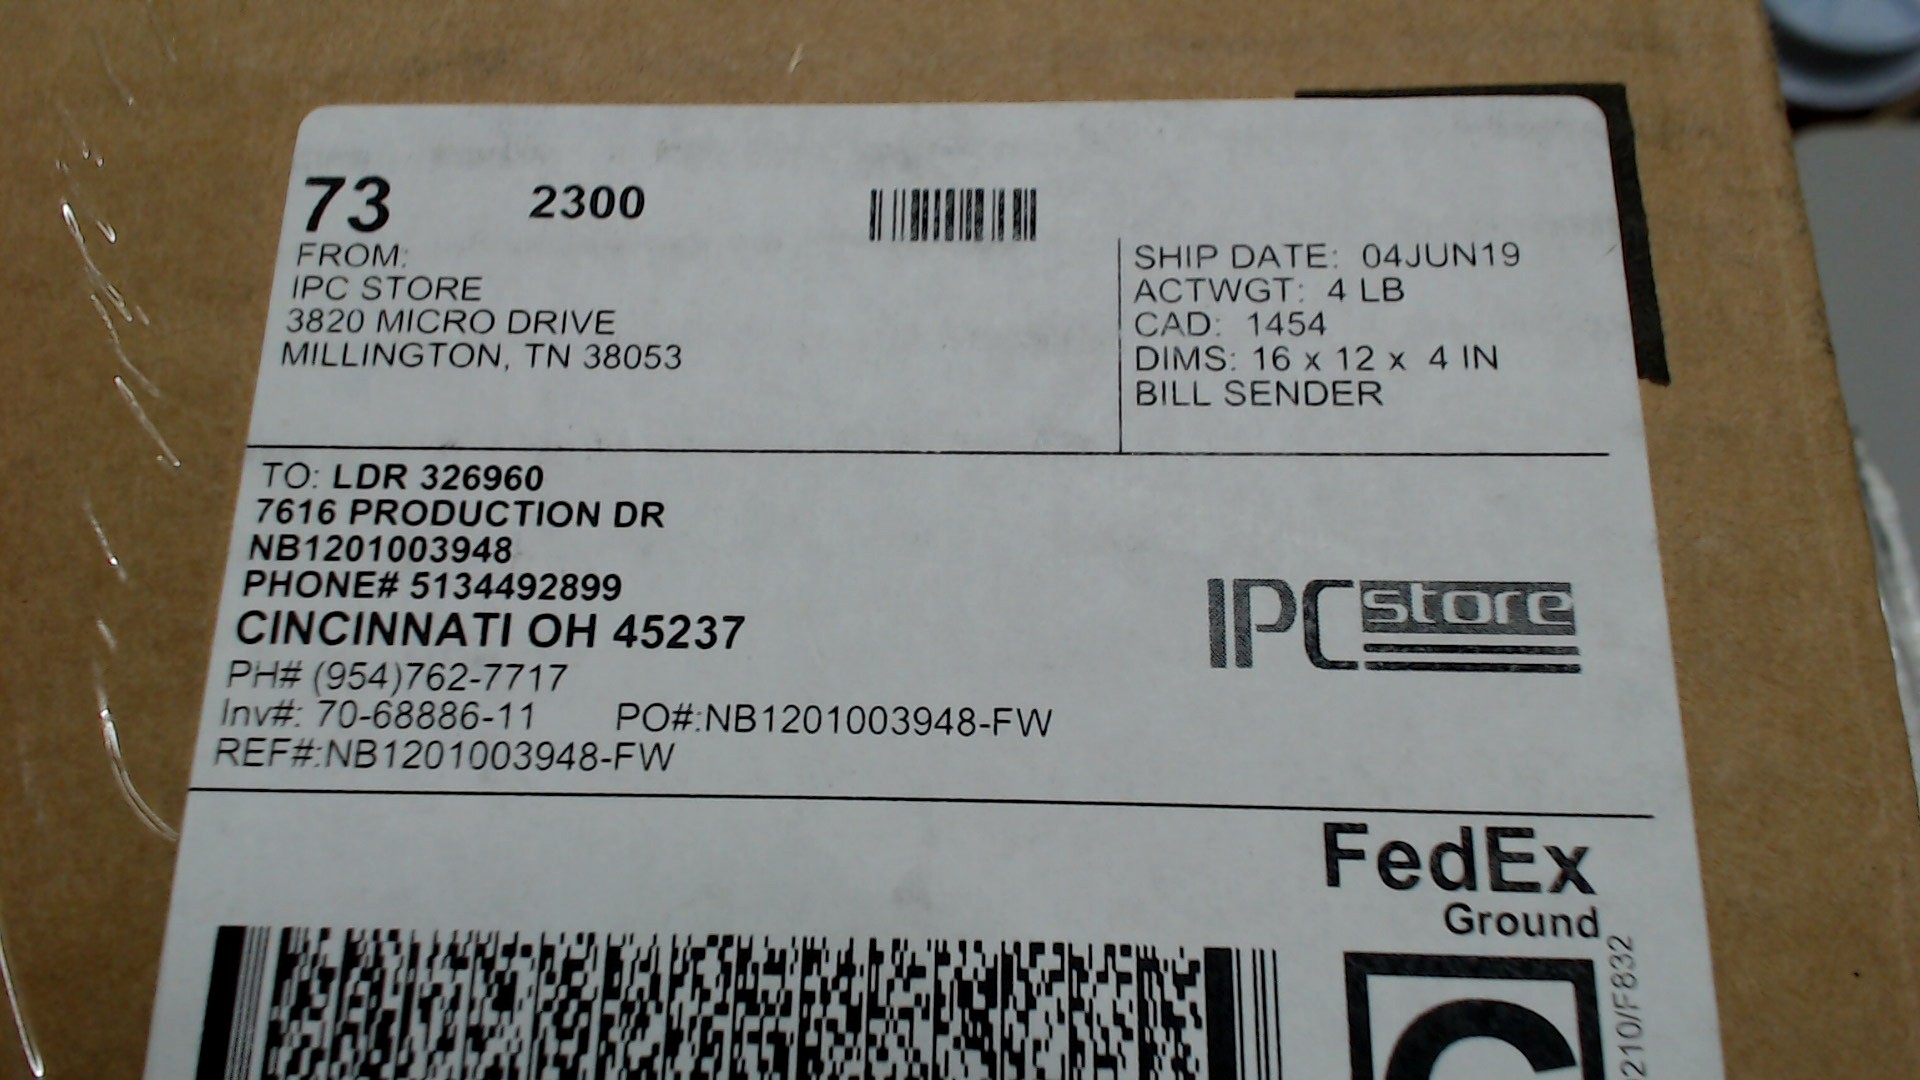 73 2300
FROM:
IPC STORE
3820 MICRO DRIVE
MILLINGTON, TN 38053
SHIP DATE: 04JUN19
ACTWGT: 4 LB
CAD: 1454
DIMS: 16 x 12 x 4 IN
BILL SENDER
TO: LDR 326960
7616 PRODUCTION DR
NB1201003948
PHONE# 5134492899
CINCINNATI OH 45237
PH# (954)762-7717
Inv#: 70-68886-11 PO#:NB1201003948-FW
REF#:NB1201003948-FW
IPC store
FedEx
Ground
210/F832